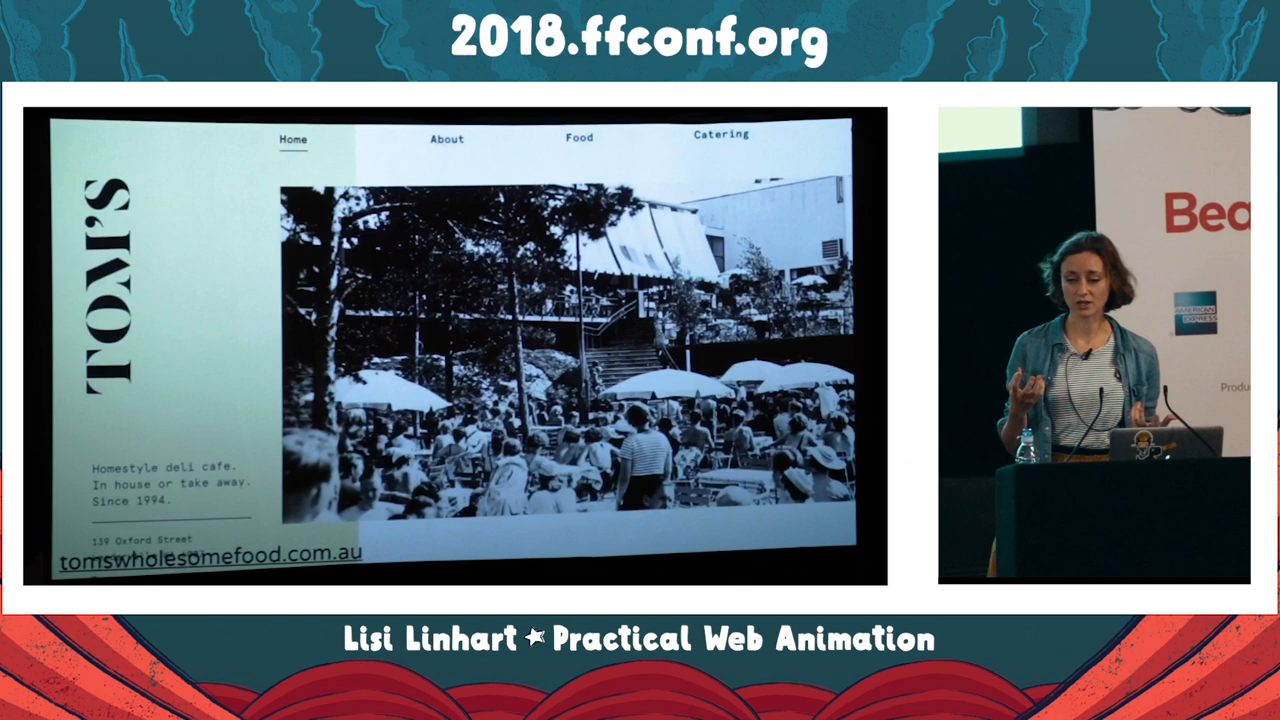 2018.ffconf.org
Home
About
Food
Catering
TOM'S
Homestyle deli cafe.
In house or take away.
Since 1994.
139 Oxford Street
tomswholesomefood.com.au
Bea
AMERICAN
EXPRESS
Produ
Lisi Linhart ★ Practical Web Animation